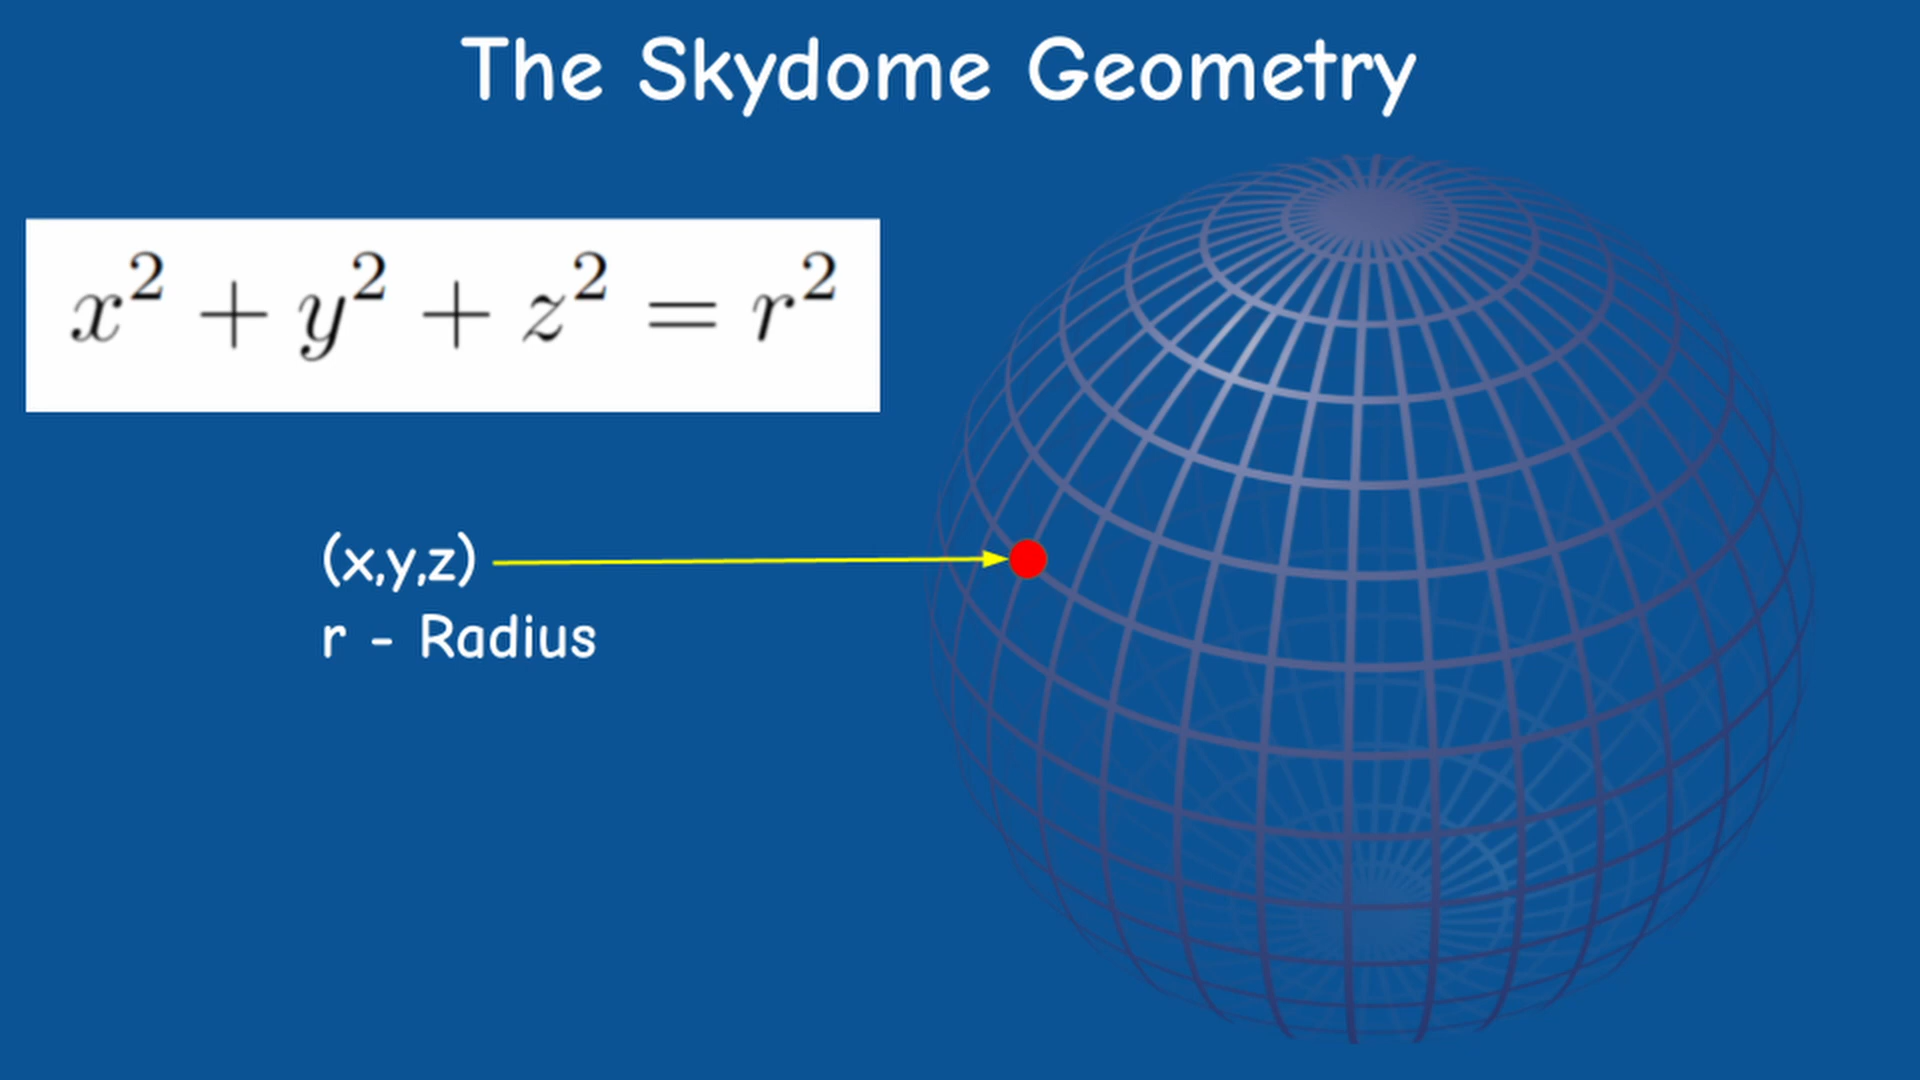 The Skydome Geometry
x² + y² + z² = r²
(x,y,z)
r - Radius